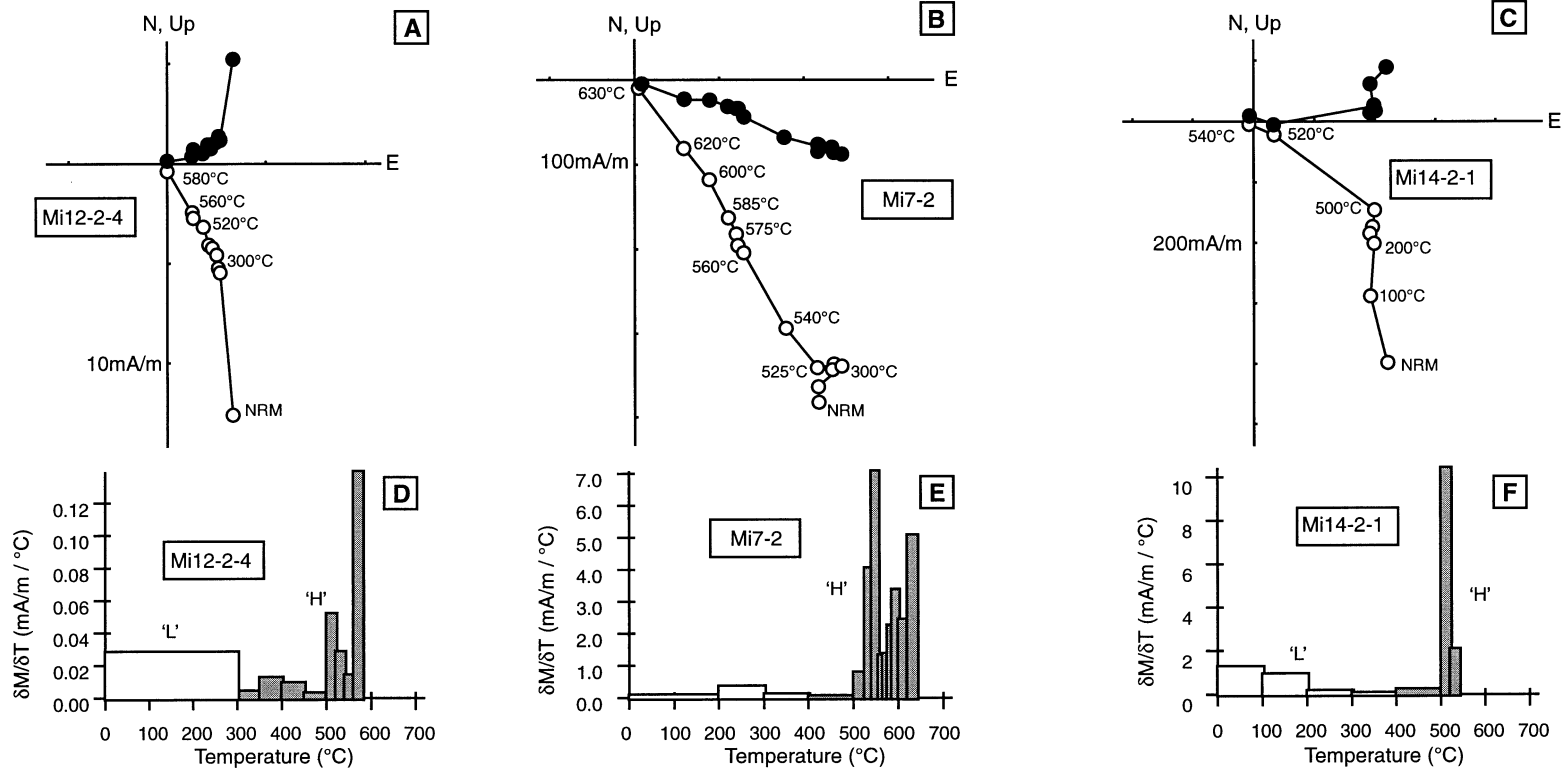 N, Up
A
E
580°C
560°C
520°C
300°C
Mi12-2-4
10mA/m
NRM
N, Up
B
E
630°C
620°C
100mA/m
600°C
585°C
575°C
560°C
Mi7-2
540°C
525°C
300°C
NRM
N, Up
C
E
540°C
520°C
Mi14-2-1
500°C
200mA/m
200°C
100°C
NRM
D
δM/δT (mA/m / °C)
0.12
0.10
0.08
0.06
0.04
0.02
0.00
Mi12-2-4
'L'
'H'
0 100 200 300 400 500 600 700
Temperature (°C)
E
δM/δT (mA/m / °C)
7.0
6.0
5.0
4.0
3.0
2.0
1.0
0.0
Mi7-2
'H'
0 100 200 300 400 500 600 700
Temperature (°C)
F
δM/δT (mA/m / °C)
10
8
6
4
2
0
Mi14-2-1
'L'
'H'
0 100 200 300 400 500 600 700
Temperature (°C)